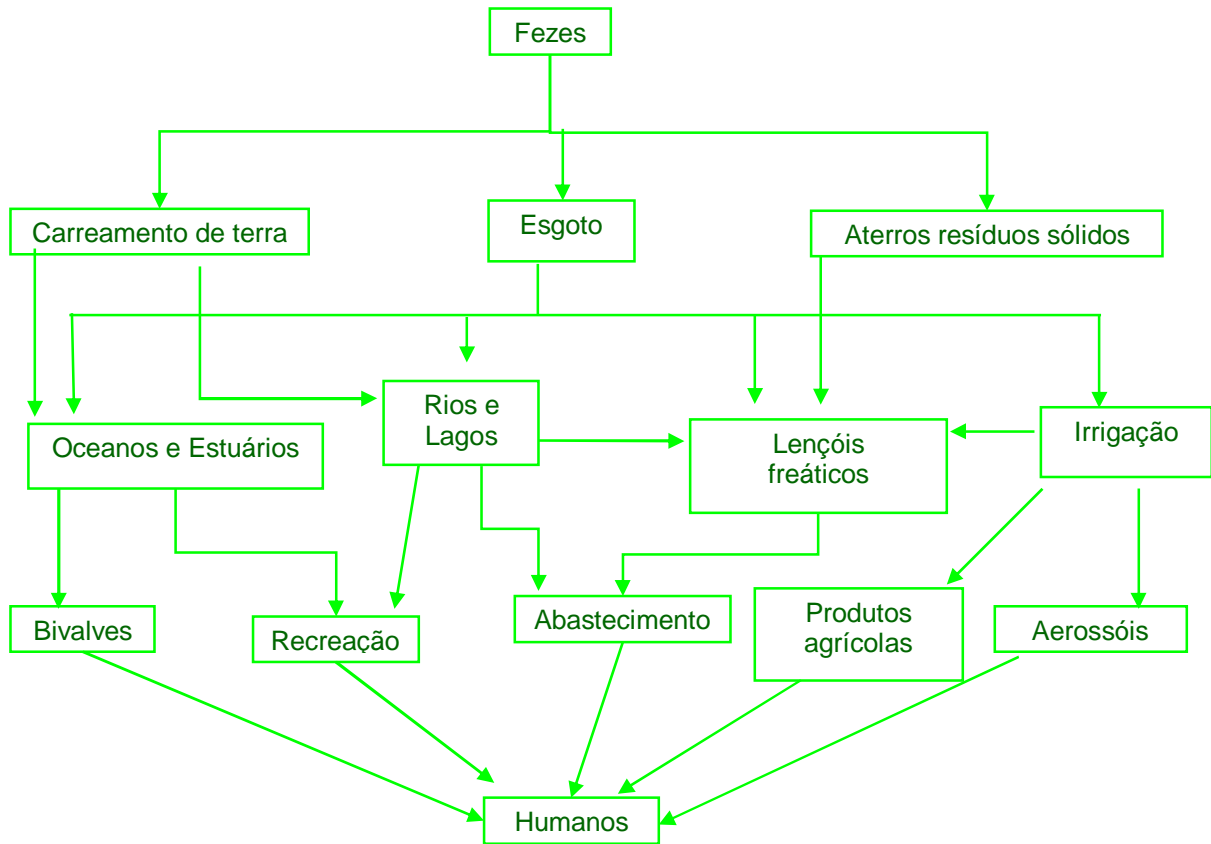 Fezes
Carreamento de terra
Esgoto
Aterros resíduos sólidos
Oceanos e Estuários
Rios e
Lagos
Lençóis
freáticos
Irrigação
Bivalves
Recreação
Abastecimento
Produtos
agrícolas
Aerossóis
Humanos